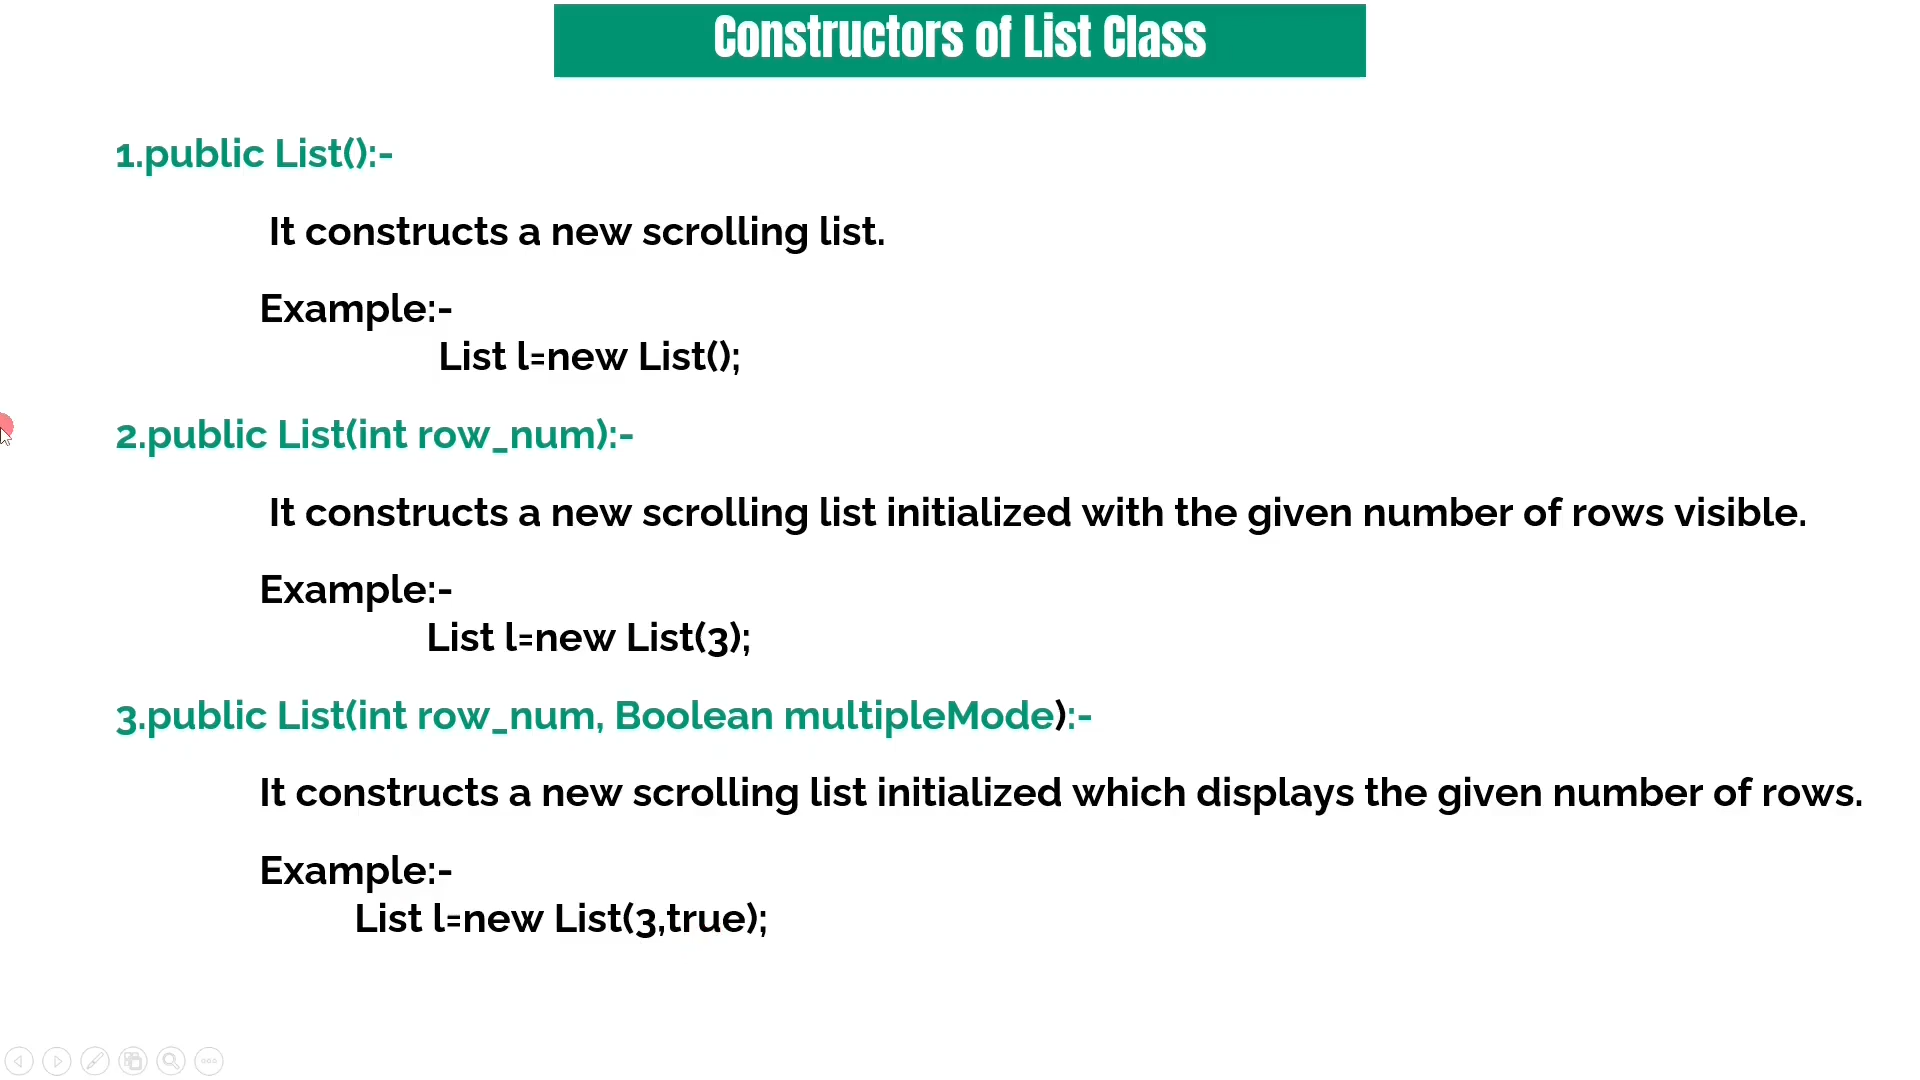 Constructors of List Class
1.public List():-
It constructs a new scrolling list.
Example:-
List l=new List();
2.public List(int row_num):-
It constructs a new scrolling list initialized with the given number of rows visible.
Example:-
List l=new List(3);
3.public List(int row_num, Boolean multipleMode):-
It constructs a new scrolling list initialized which displays the given number of rows.
Example:-
List l=new List(3,true);